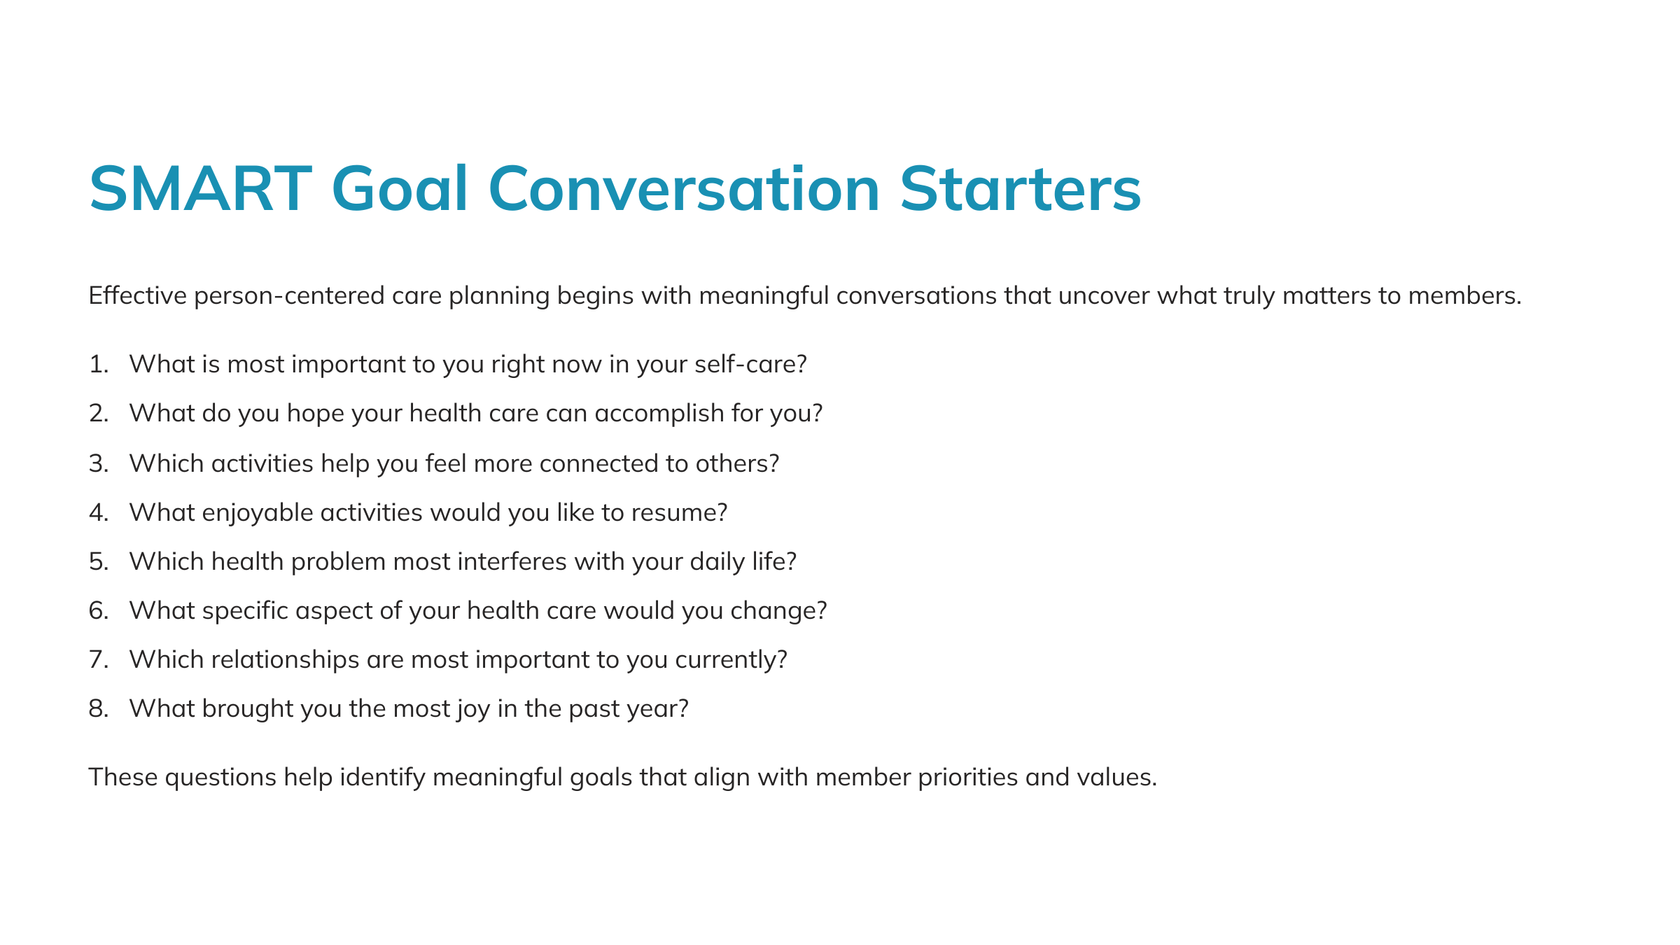 SMART Goal Conversation Starters
Effective person-centered care planning begins with meaningful conversations that uncover what truly matters to members.
1. What is most important to you right now in your self-care?
2. What do you hope your health care can accomplish for you?
3. Which activities help you feel more connected to others?
4. What enjoyable activities would you like to resume?
5. Which health problem most interferes with your daily life?
6. What specific aspect of your health care would you change?
7. Which relationships are most important to you currently?
8. What brought you the most joy in the past year?
These questions help identify meaningful goals that align with member priorities and values.